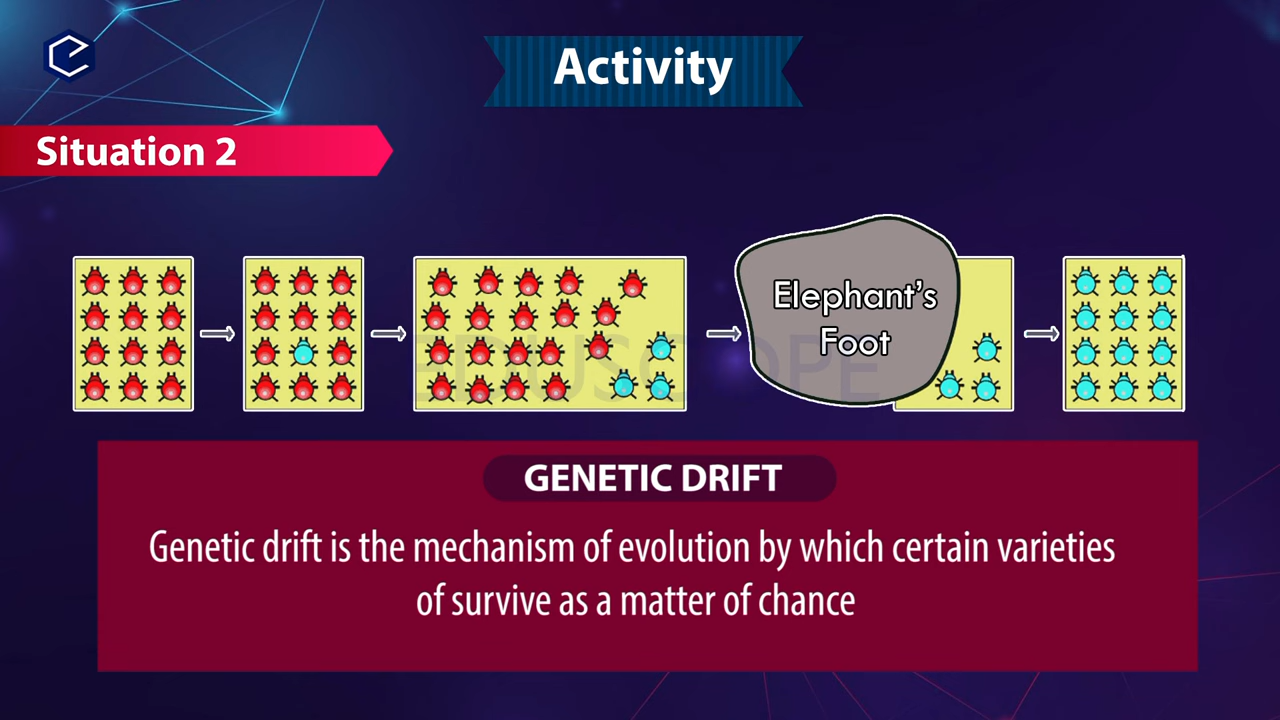 Activity
Situation 2
Elephant's
Foot
EDUSCOPE
GENETIC DRIFT
Genetic drift is the mechanism of evolution by which certain varieties
of survive as a matter of chance